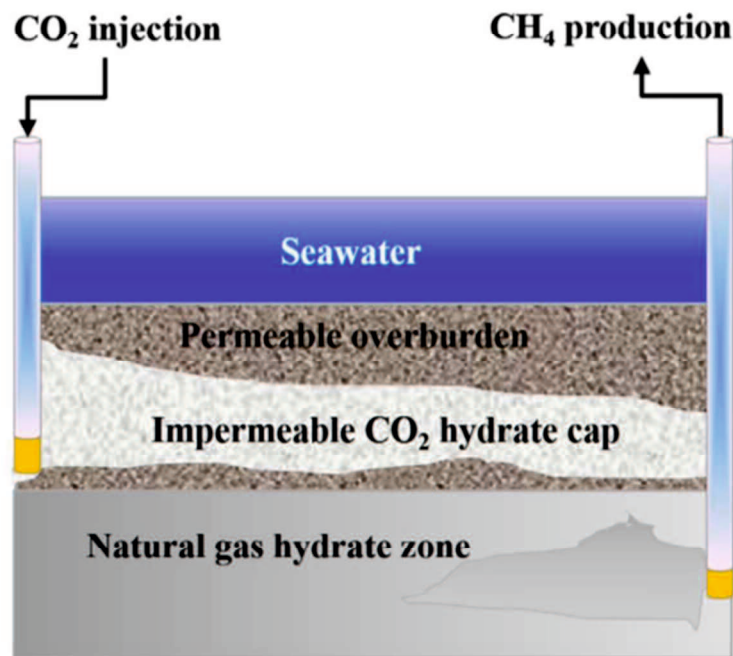 CO₂ injection
CH₄ production
Seawater
Permeable overburden
Impermeable CO₂ hydrate cap
Natural gas hydrate zone